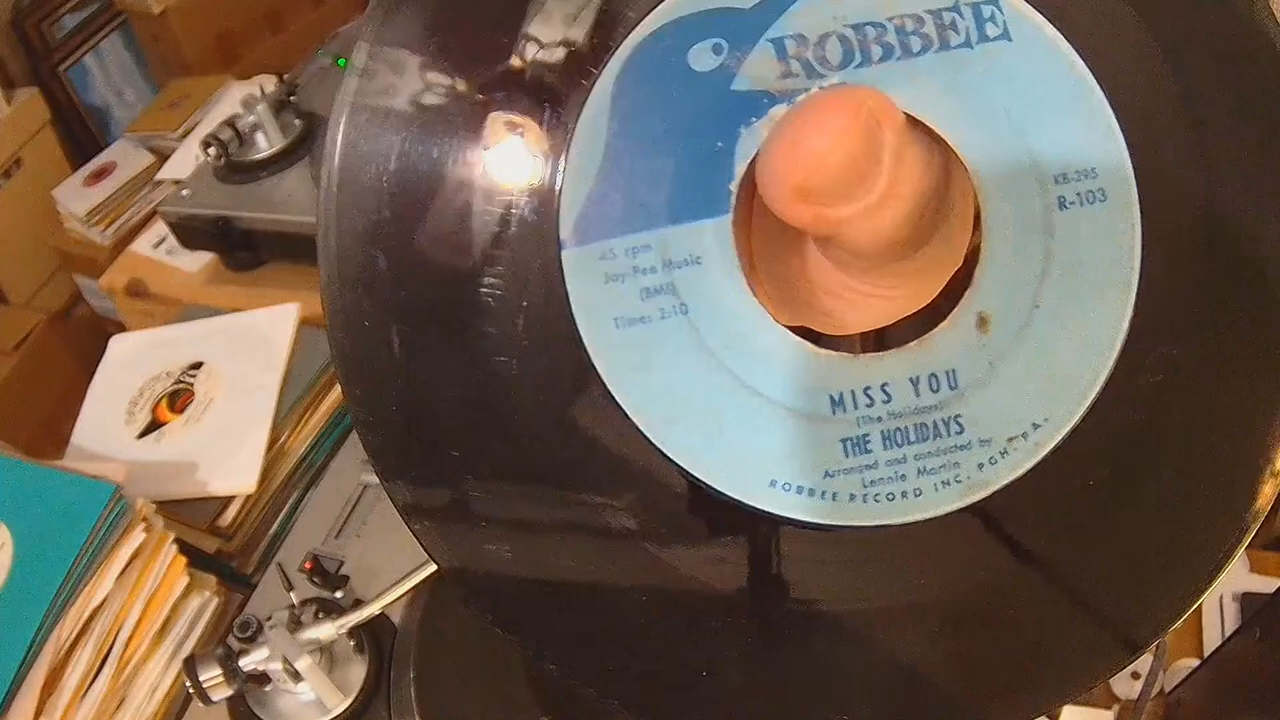 ROBBEE
KB-395
R-103
45 rpm
Jay-Pee Music
(BMI)
Time: 2:10
MISS YOU
(The Holidays)
THE HOLIDAYS
Arranged and conducted by
Lennie Martin
ROBBEE RECORD INC. PGH., PA.